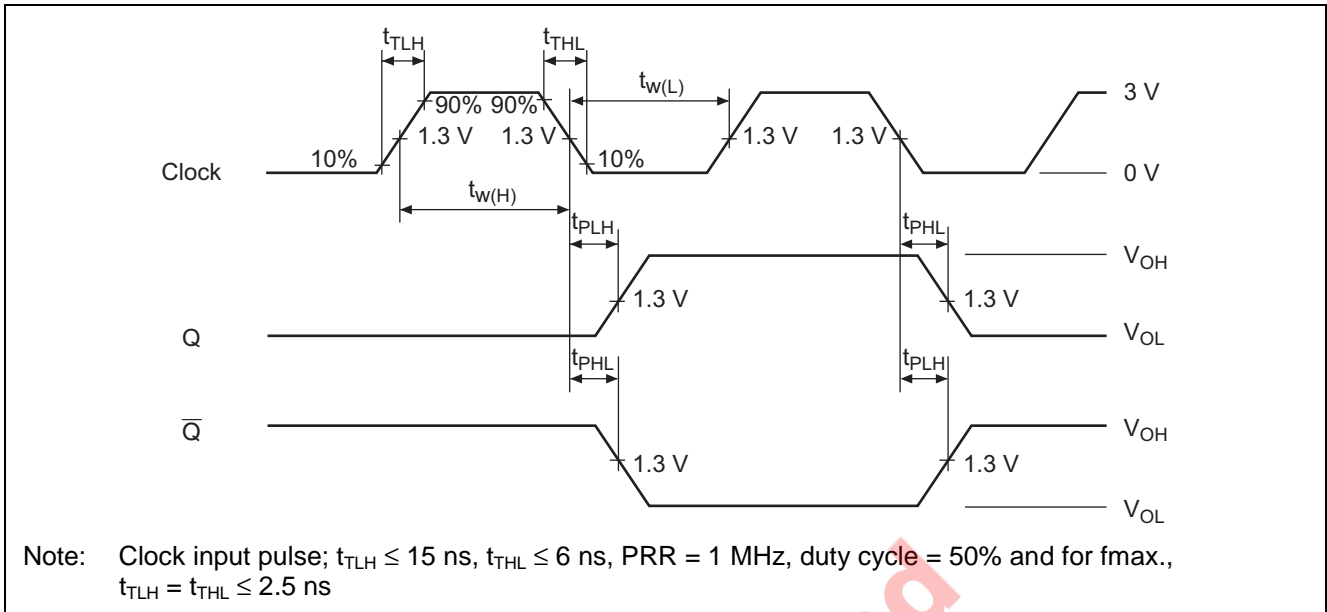 tTLH tTHL
tw(L)
3 V
90% 90%
1.3 V 1.3 V 1.3 V 1.3 V
10% 10%
Clock
0 V
tw(H)
tPLH tPHL
VOH
1.3 V 1.3 V
Q
VOL
tPHL tPLH
Q̅
VOH
1.3 V 1.3 V
VOL
Note: Clock input pulse; tTLH ≤ 15 ns, tTHL ≤ 6 ns, PRR = 1 MHz, duty cycle = 50% and for fmax.,
tTLH = tTHL ≤ 2.5 ns